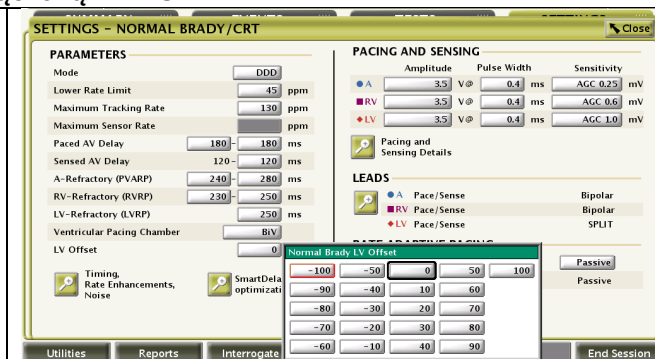 SETTINGS - NORMAL BRADY/CRT
Close
PARAMETERS
Mode DDD
Lower Rate Limit 45 ppm
Maximum Tracking Rate 130 ppm
Maximum Sensor Rate ppm
Paced AV Delay 180 - 180 ms
Sensed AV Delay 120 - 120 ms
A-Refractory (PVARP) 240 - 280 ms
RV-Refractory (RVRP) 230 - 250 ms
LV-Refractory (LVRP) 250 ms
Ventricular Pacing Chamber BiV
LV Offset 0
Timing,
Rate Enhancements,
Noise
SmartDela
optimizati
PACING AND SENSING
Amplitude Pulse Width Sensitivity
A 3.5 V@ 0.4 ms AGC 0.25 mV
RV 3.5 V@ 0.4 ms AGC 0.6 mV
LV 3.5 V@ 0.4 ms AGC 1.0 mV
Pacing and
Sensing Details
LEADS
A Pace/Sense Bipolar
RV Pace/Sense Bipolar
LV Pace/Sense SPLIT
RATE ADAPTIVE PACING
Passive
Passive
Normal Brady LV Offset
-100 -50 0 50 100
-90 -40 10 60
-80 -30 20 70
-70 -20 30 80
-60 -10 40 90
Utilities Reports Interrogate End Session